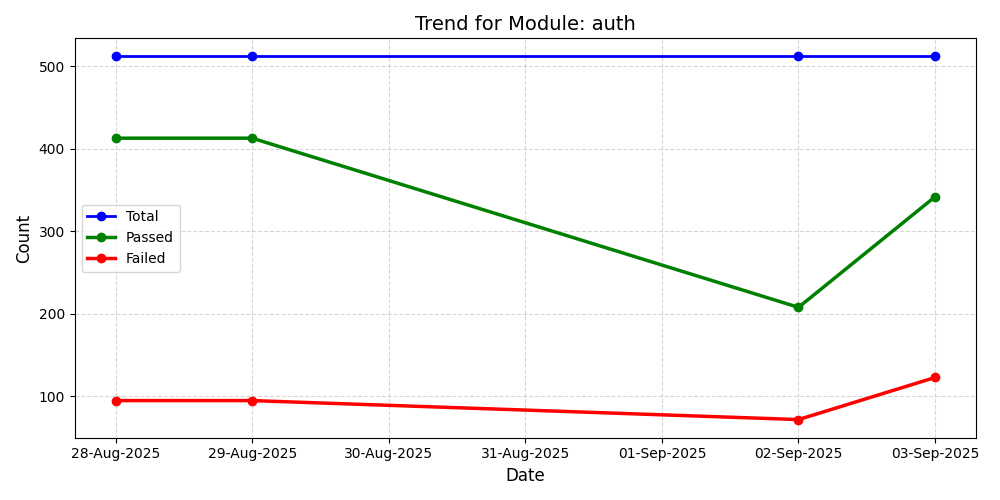 Trend for Module: auth
Count
500
400
300
200
100
Total
Passed
Failed
28-Aug-2025 29-Aug-2025 30-Aug-2025 31-Aug-2025 01-Sep-2025 02-Sep-2025 03-Sep-2025
Date